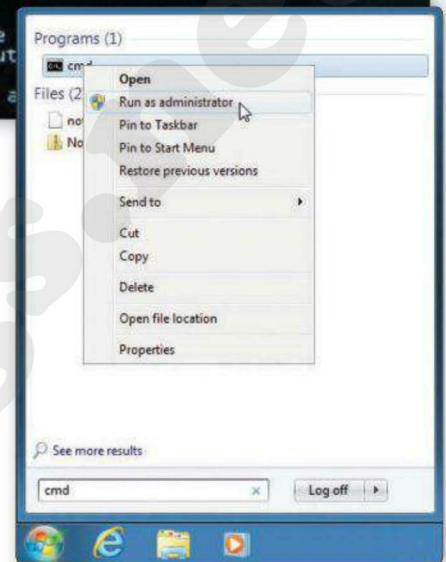 Programs (1)
Open
Files (2
Run as administrator
Pin to Taskbar
Pin to Start Menu
Restore previous versions
Send to
Cut
Copy
Delete
Open file location
Properties
See more results
cmd
Log off